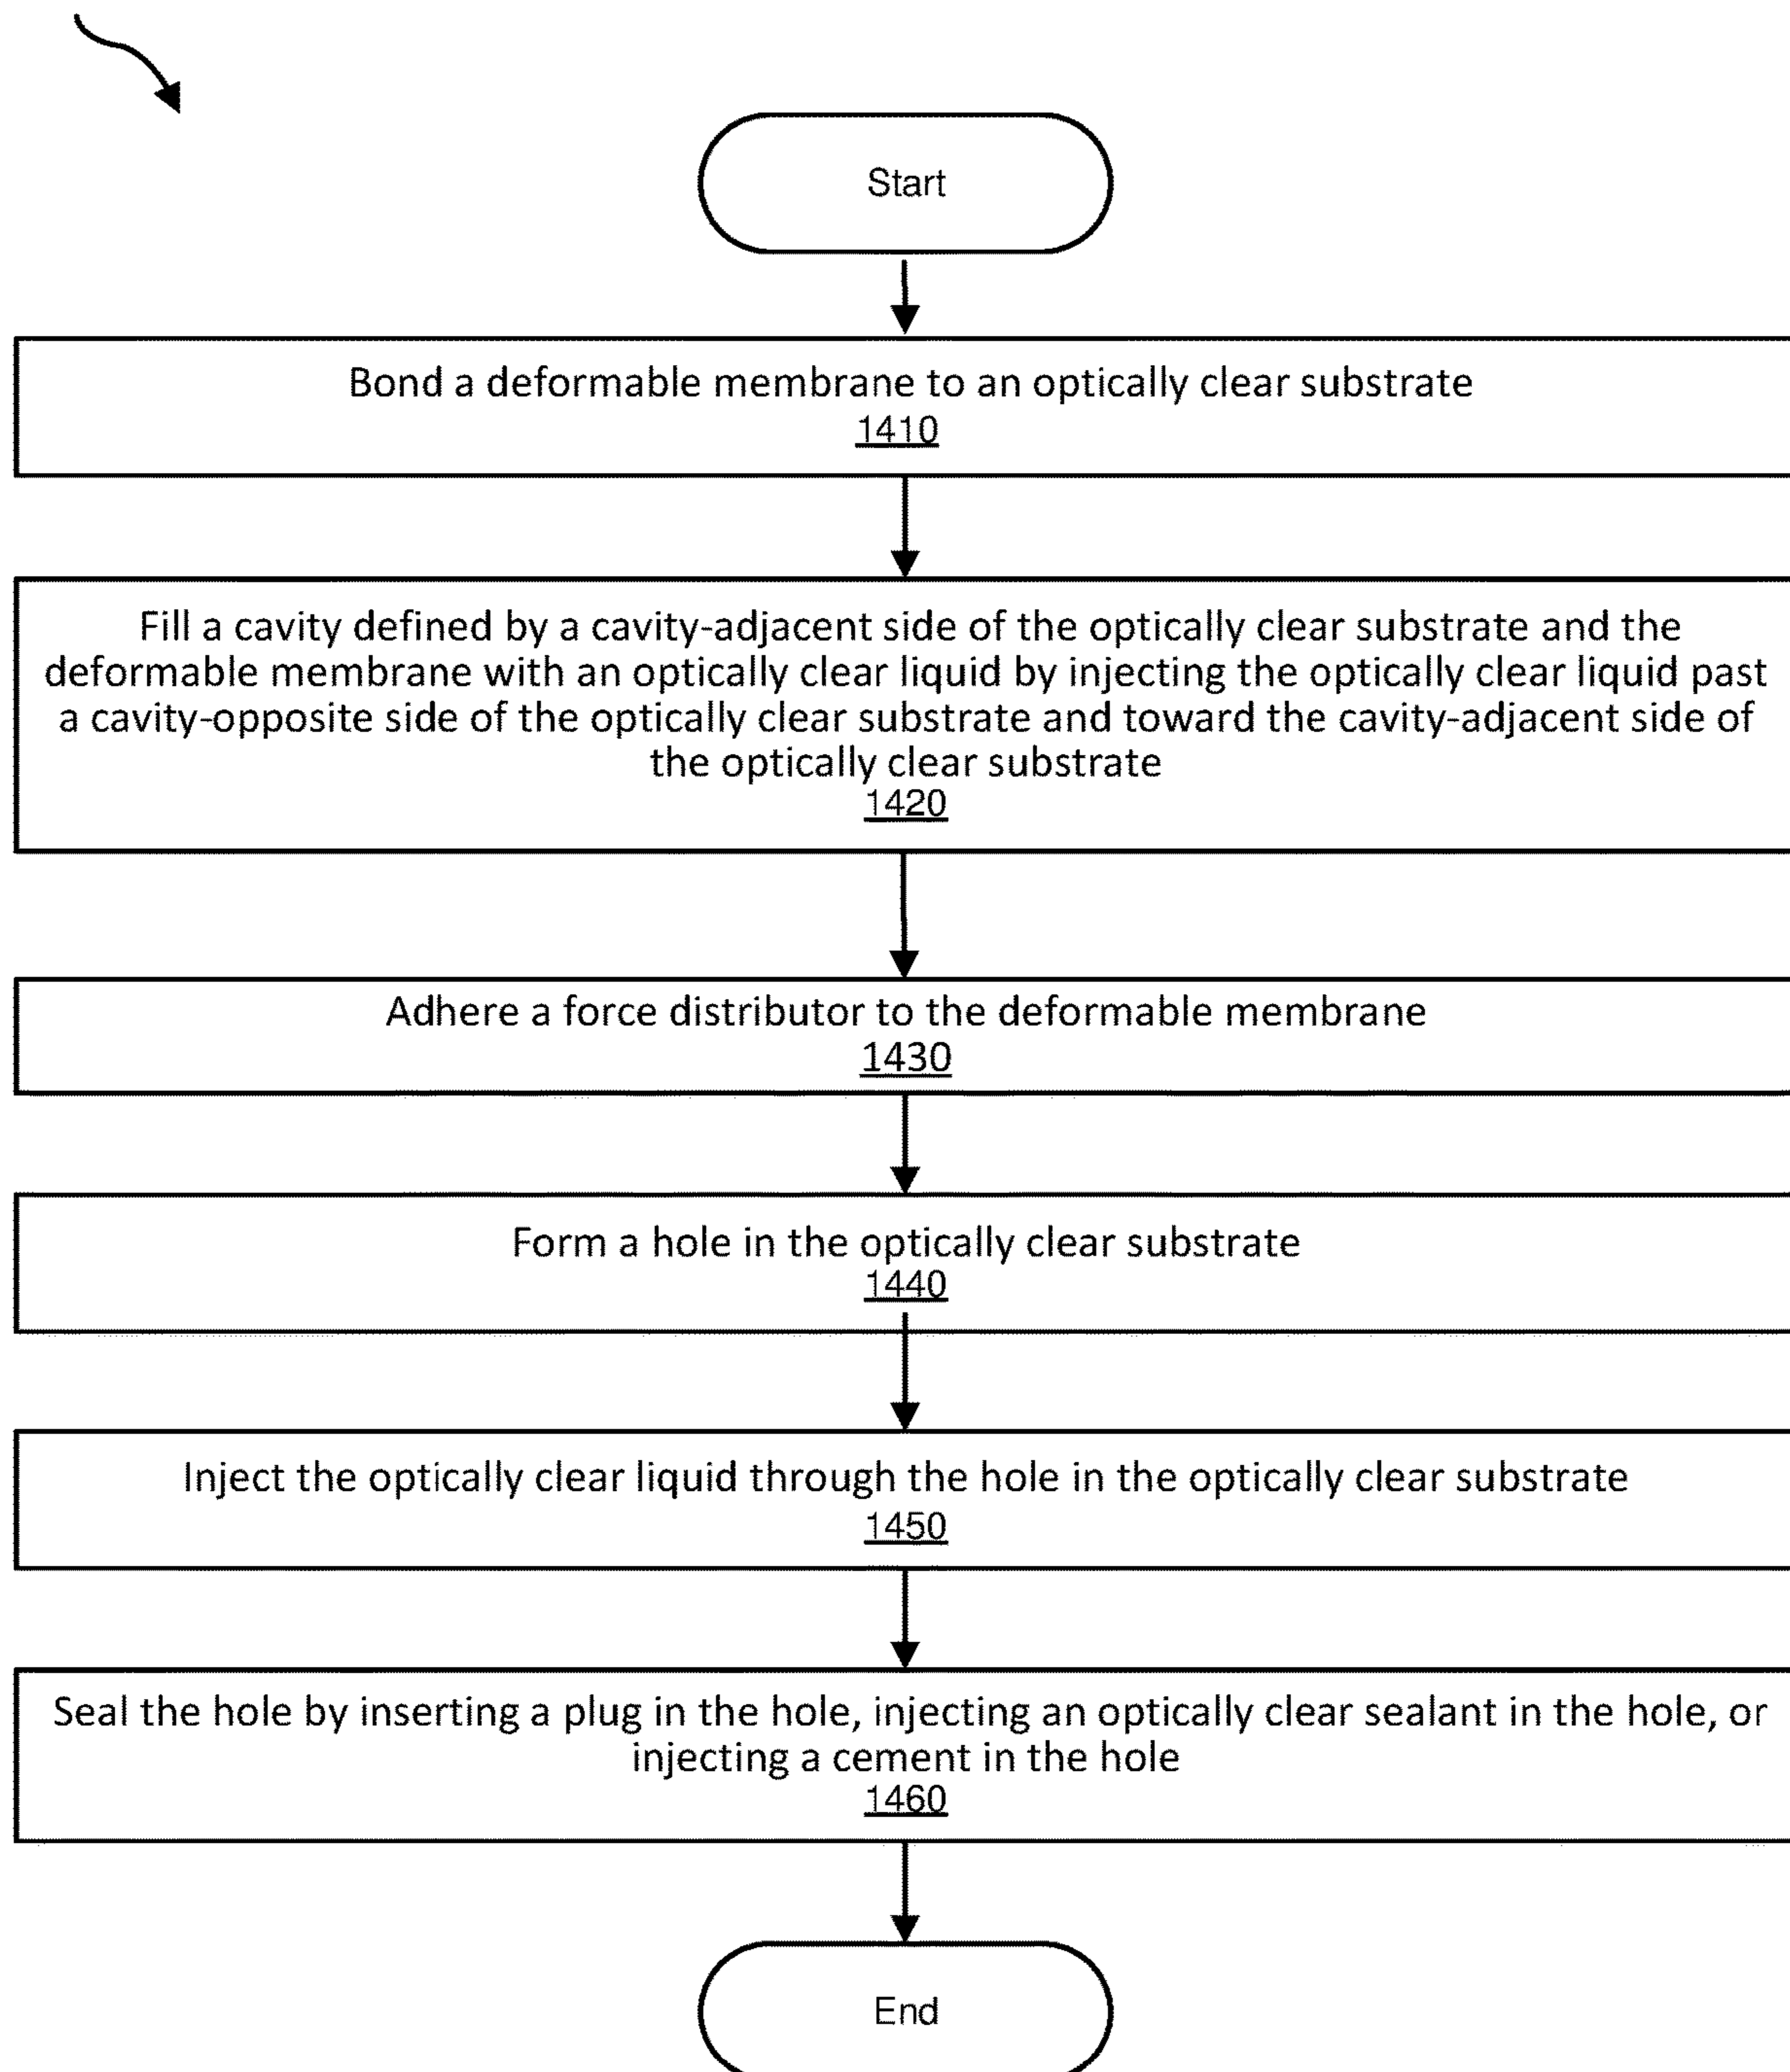 Start
Bond a deformable membrane to an optically clear substrate
1410
Fill a cavity defined by a cavity-adjacent side of the optically clear substrate and the
deformable membrane with an optically clear liquid by injecting the optically clear liquid past
a cavity-opposite side of the optically clear substrate and toward the cavity-adjacent side of
the optically clear substrate
1420
Adhere a force distributor to the deformable membrane
1430
Form a hole in the optically clear substrate
1440
Inject the optically clear liquid through the hole in the optically clear substrate
1450
Seal the hole by inserting a plug in the hole, injecting an optically clear sealant in the hole, or
injecting a cement in the hole
1460
End